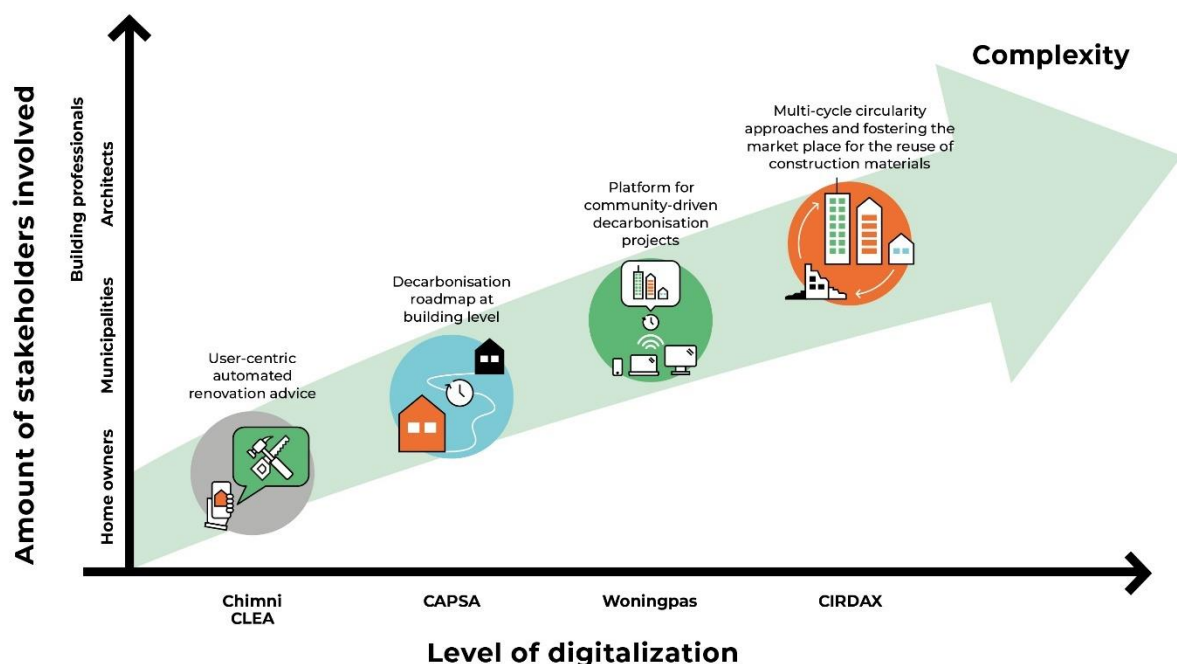 Complexity
Amount of stakeholders involved
Building professionals
Architects
Municipalities
Home owners
User-centric
automated
renovation advice
Decarbonisation
roadmap at
building level
Platform for
community-driven
decarbonisation
projects
Multi-cycle circularity
approaches and fostering the
market place for the reuse of
construction materials
Chimni
CLEA
CAPSA
Woningpas
CIRDAX
Level of digitalization